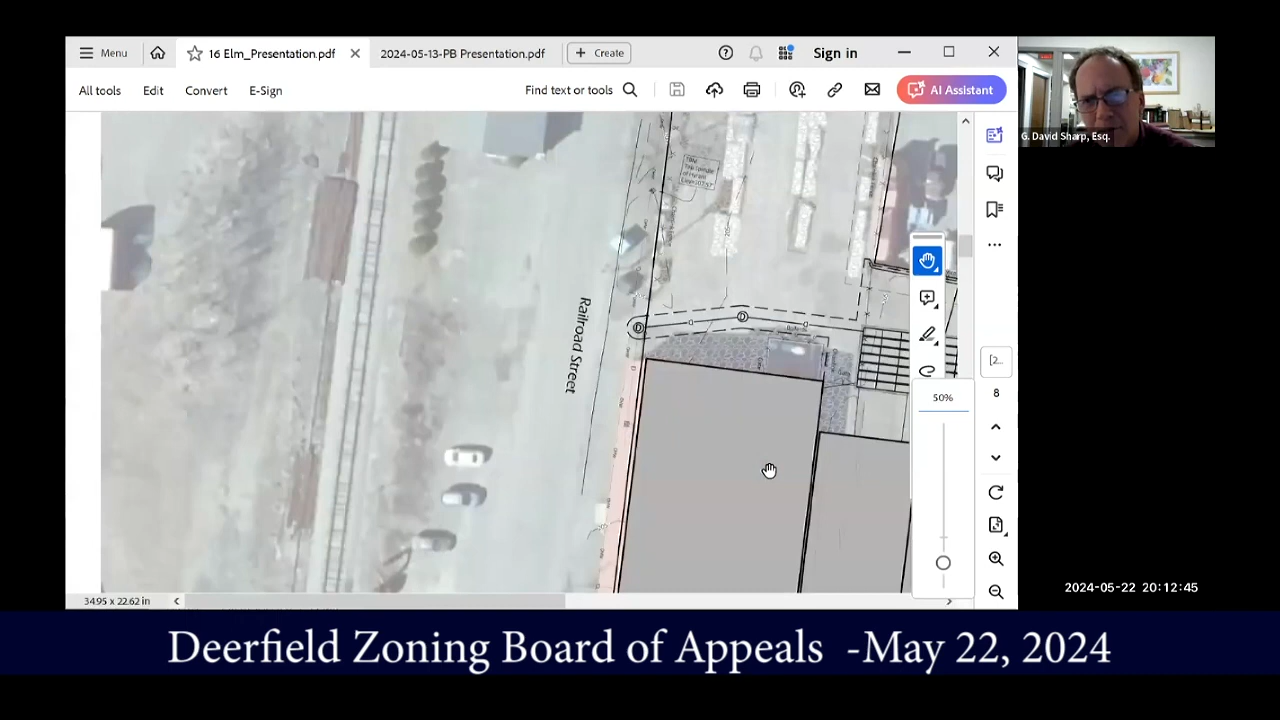 Menu
16 Elm_Presentation.pdf
2024-05-13-PB Presentation.pdf
Create
Sign in
All tools
Edit
Convert
E-Sign
Find text or tools
AI Assistant
G. David Sharp, Esq.
Railroad Street
D
D
50%
[2...
8
34.95 x 22.62 in
2024-05-22 20:12:45
Deerfield Zoning Board of Appeals -May 22, 2024